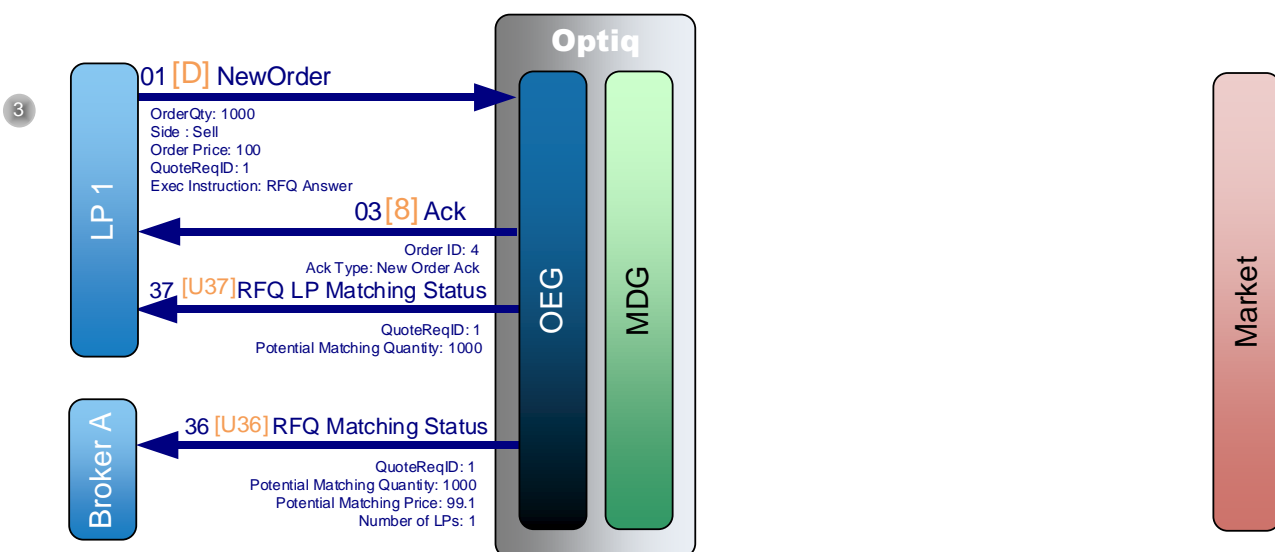 Optiq
3
01 [D] NewOrder
OrderQty: 1000
Side : Sell
Order Price: 100
QuoteReqID: 1
Exec Instruction: RFQ Answer
LP 1
03 [8] Ack
Order ID: 4
Ack Type: New Order Ack
37 [U37] RFQ LP Matching Status
QuoteReqID: 1
Potential Matching Quantity: 1000
OEG
MDG
Market
Broker A
36 [U36] RFQ Matching Status
QuoteReqID: 1
Potential Matching Quantity: 1000
Potential Matching Price: 99.1
Number of LPs: 1